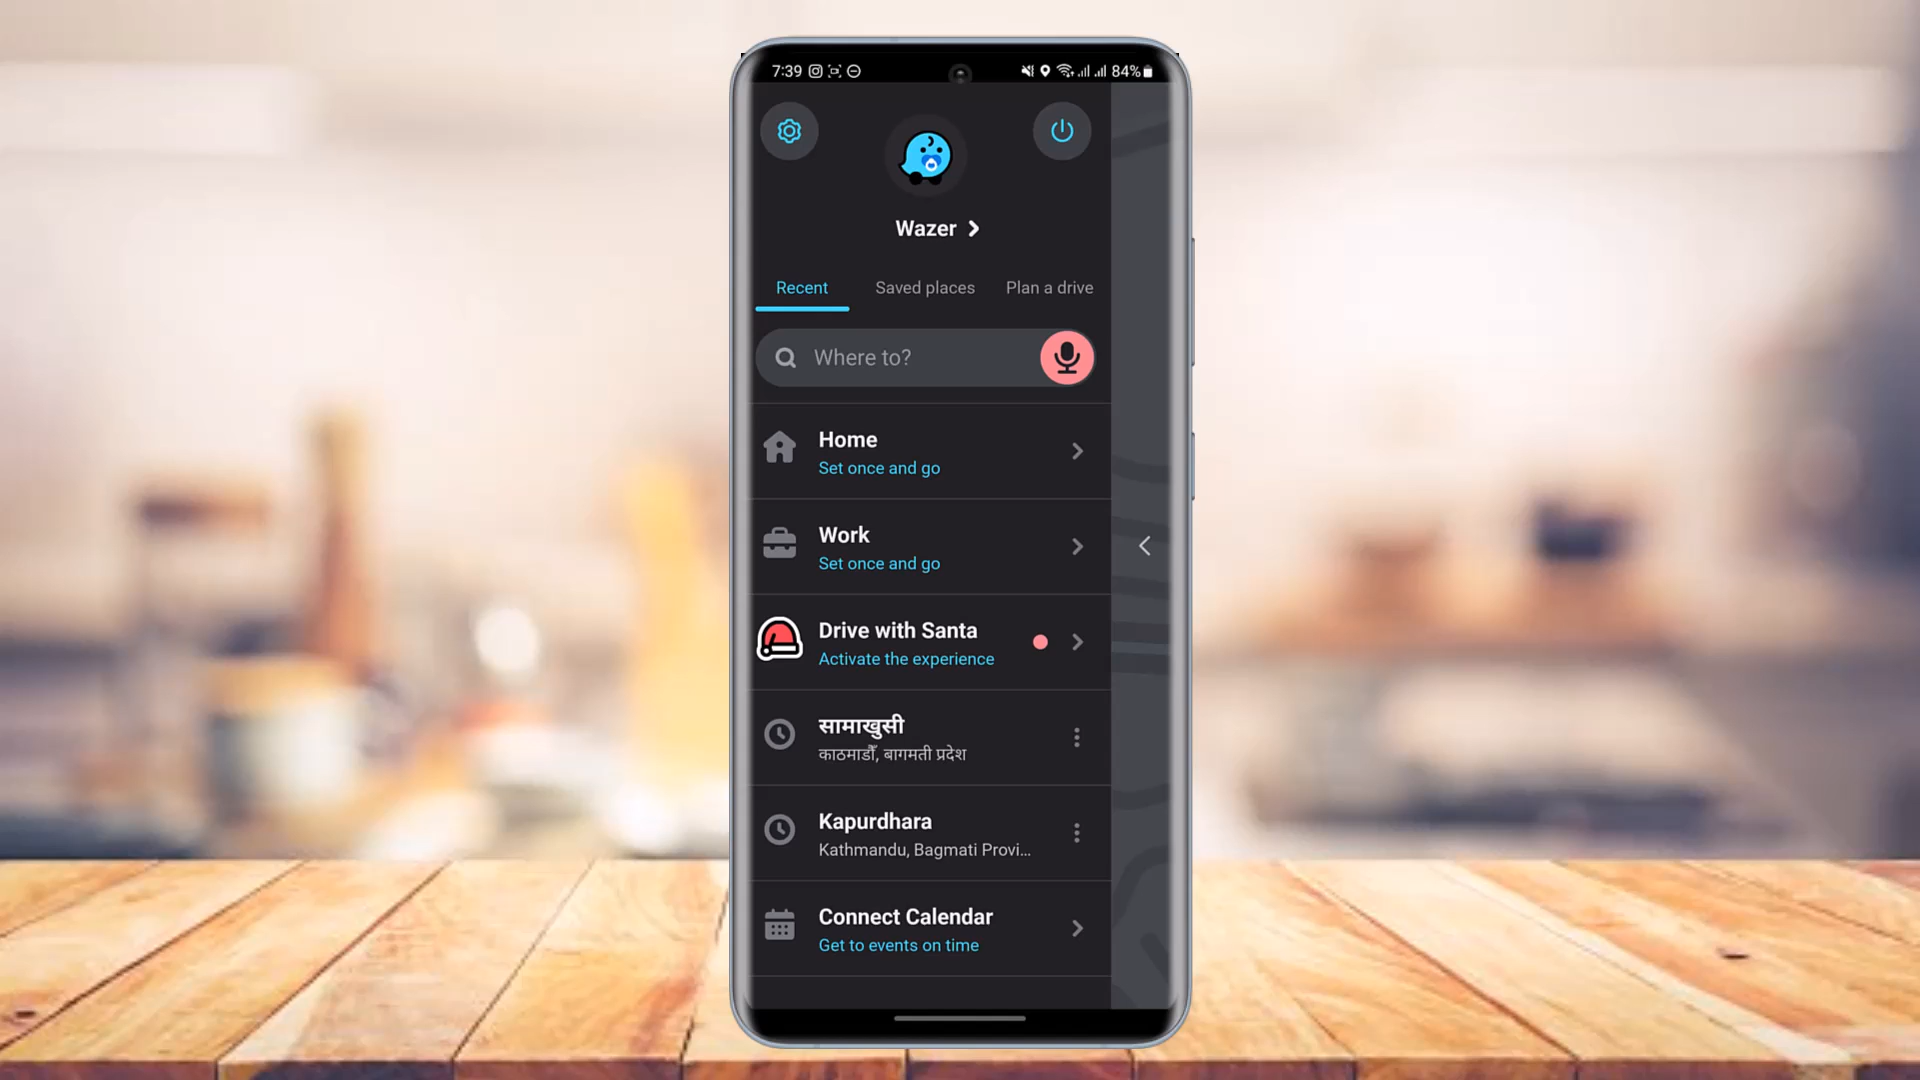 7:39 84%
Wazer
Recent Saved places Plan a drive
Where to?
Home
Set once and go
Work
Set once and go
Drive with Santa
Activate the experience
सामाखुसी
काठमाडौँ, बागमती प्रदेश
Kapurdhara
Kathmandu, Bagmati Provi...
Connect Calendar
Get to events on time